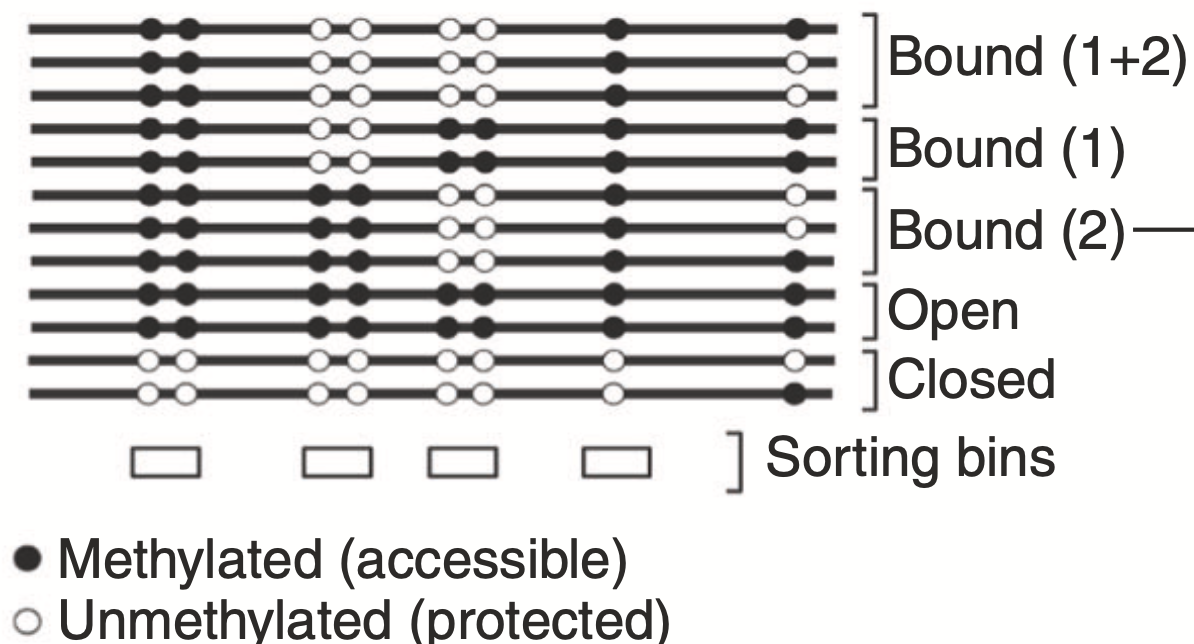 Bound (1+2)
Bound (1)
Bound (2)
Open
Closed
Sorting bins
Methylated (accessible)
Unmethylated (protected)